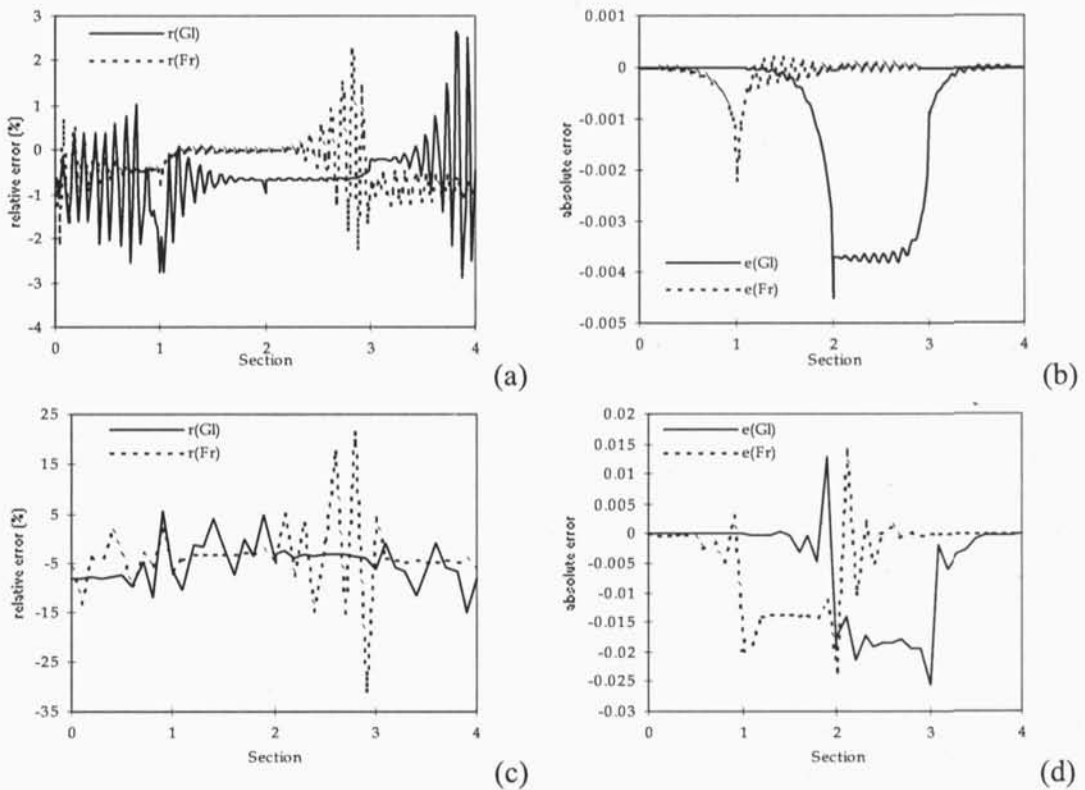 3
2
1
0
-1
-2
-3
-4
relative error [%]
r(Gl)
r(Fr)
0
1
2
3
4
Section
(a)
0.001
0
-0.001
-0.002
-0.003
-0.004
-0.005
absolute error
e(Gl)
e(Fr)
0
1
2
3
4
Section
(b)
25
15
5
-5
-15
-25
-35
relative error [%]
r(Gl)
r(Fr)
0
1
2
3
4
Section
(c)
0.02
0.015
0.01
0.005
0
-0.005
-0.01
-0.015
-0.02
-0.025
-0.03
absolute error
e(Gl)
e(Fr)
0
1
2
3
4
Section
(d)